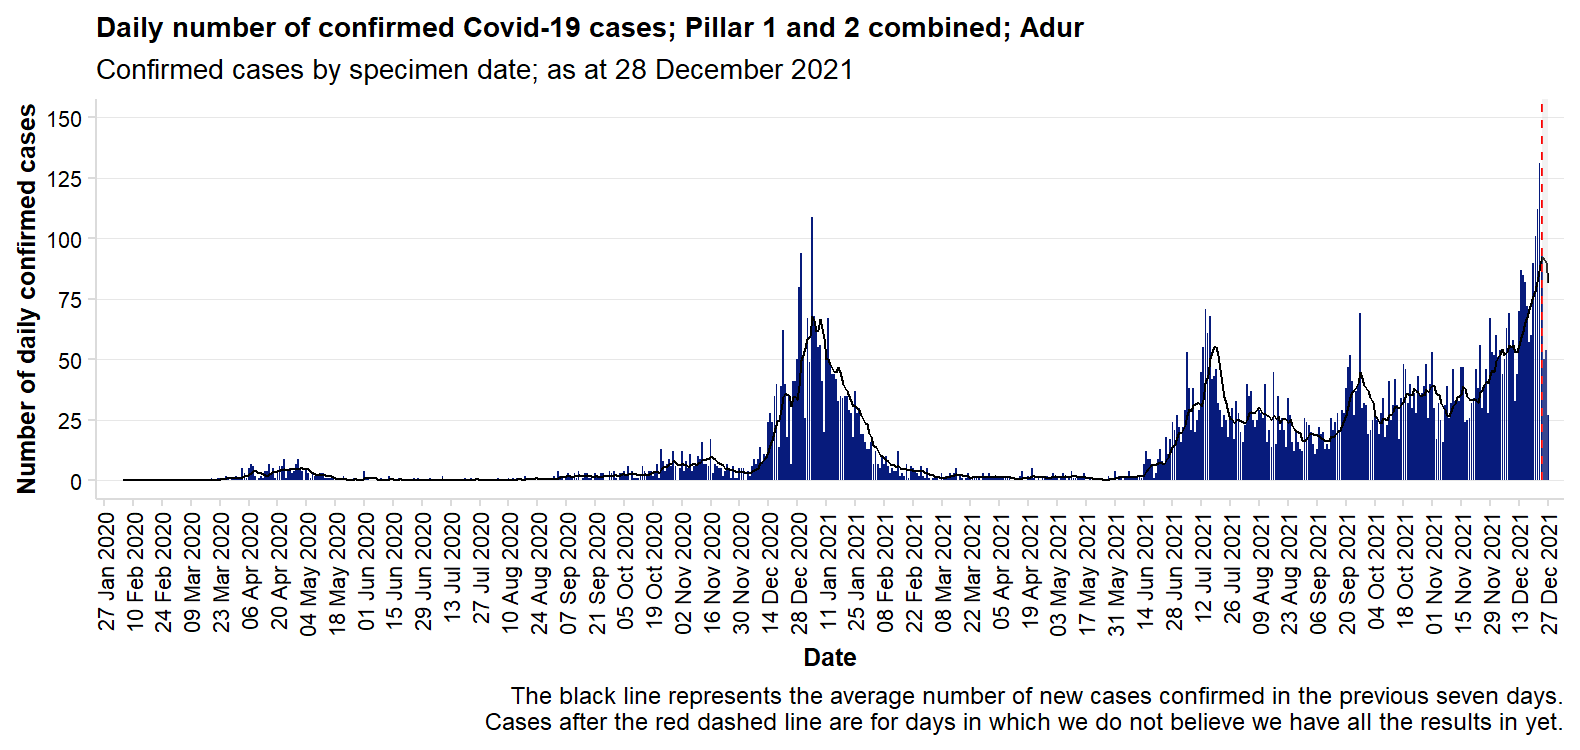 Daily number of confirmed Covid-19 cases; Pillar 1 and 2 combined; Adur
Confirmed cases by specimen date; as at 28 December 2021
Number of daily confirmed cases
150
125
100
75
50
25
0
27 Jan 2020
10 Feb 2020
24 Feb 2020
09 Mar 2020
23 Mar 2020
06 Apr 2020
20 Apr 2020
04 May 2020
18 May 2020
01 Jun 2020
15 Jun 2020
29 Jun 2020
13 Jul 2020
27 Jul 2020
10 Aug 2020
24 Aug 2020
07 Sep 2020
21 Sep 2020
05 Oct 2020
19 Oct 2020
02 Nov 2020
16 Nov 2020
30 Nov 2020
14 Dec 2020
28 Dec 2020
11 Jan 2021
25 Jan 2021
08 Feb 2021
22 Feb 2021
08 Mar 2021
22 Mar 2021
05 Apr 2021
19 Apr 2021
03 May 2021
17 May 2021
31 May 2021
14 Jun 2021
28 Jun 2021
12 Jul 2021
26 Jul 2021
09 Aug 2021
23 Aug 2021
06 Sep 2021
20 Sep 2021
04 Oct 2021
18 Oct 2021
01 Nov 2021
15 Nov 2021
29 Nov 2021
13 Dec 2021
27 Dec 2021
Date
The black line represents the average number of new cases confirmed in the previous seven days.
Cases after the red dashed line are for days in which we do not believe we have all the results in yet.